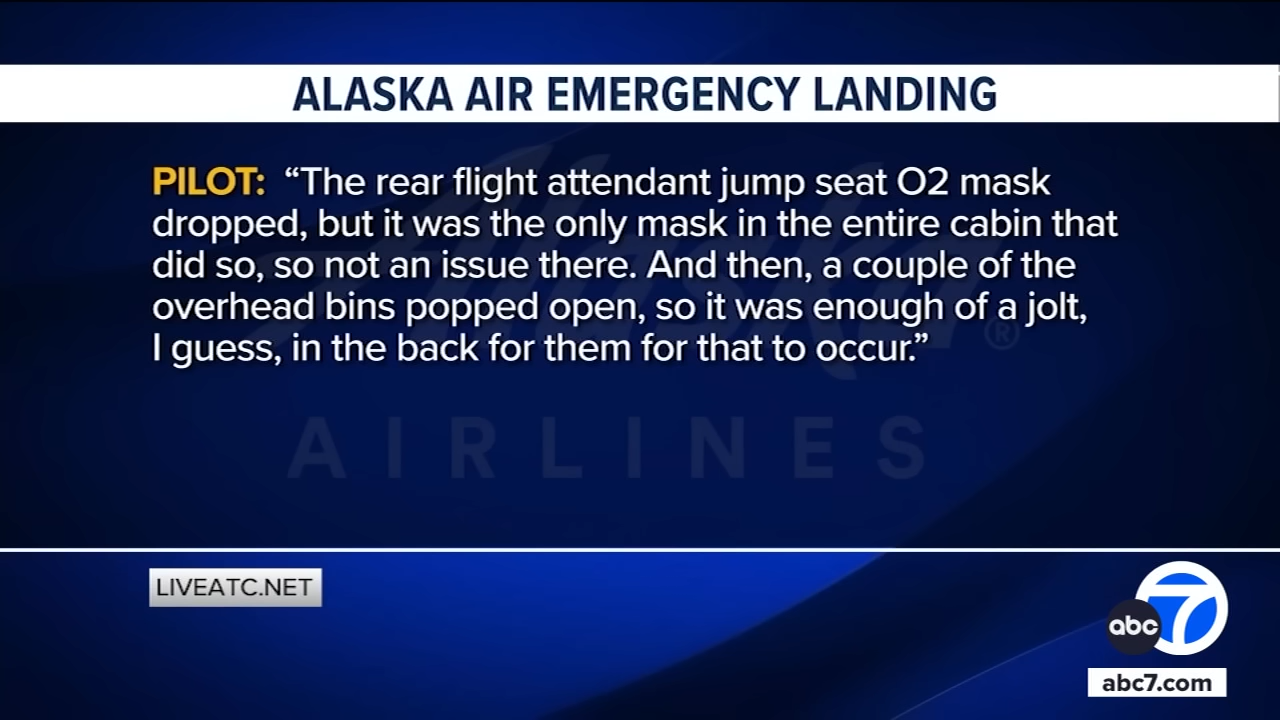 ALASKA AIR EMERGENCY LANDING
PILOT: “The rear flight attendant jump seat O2 mask
dropped, but it was the only mask in the entire cabin that
did so, so not an issue there. And then, a couple of the
overhead bins popped open, so it was enough of a jolt,
I guess, in the back for them for that to occur.”
Alaska®
AIRLINES
LIVEATC.NET
abc 7
abc7.com